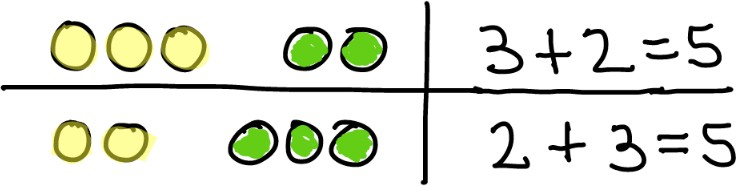 3 + 2 = 5
2 + 3 = 5